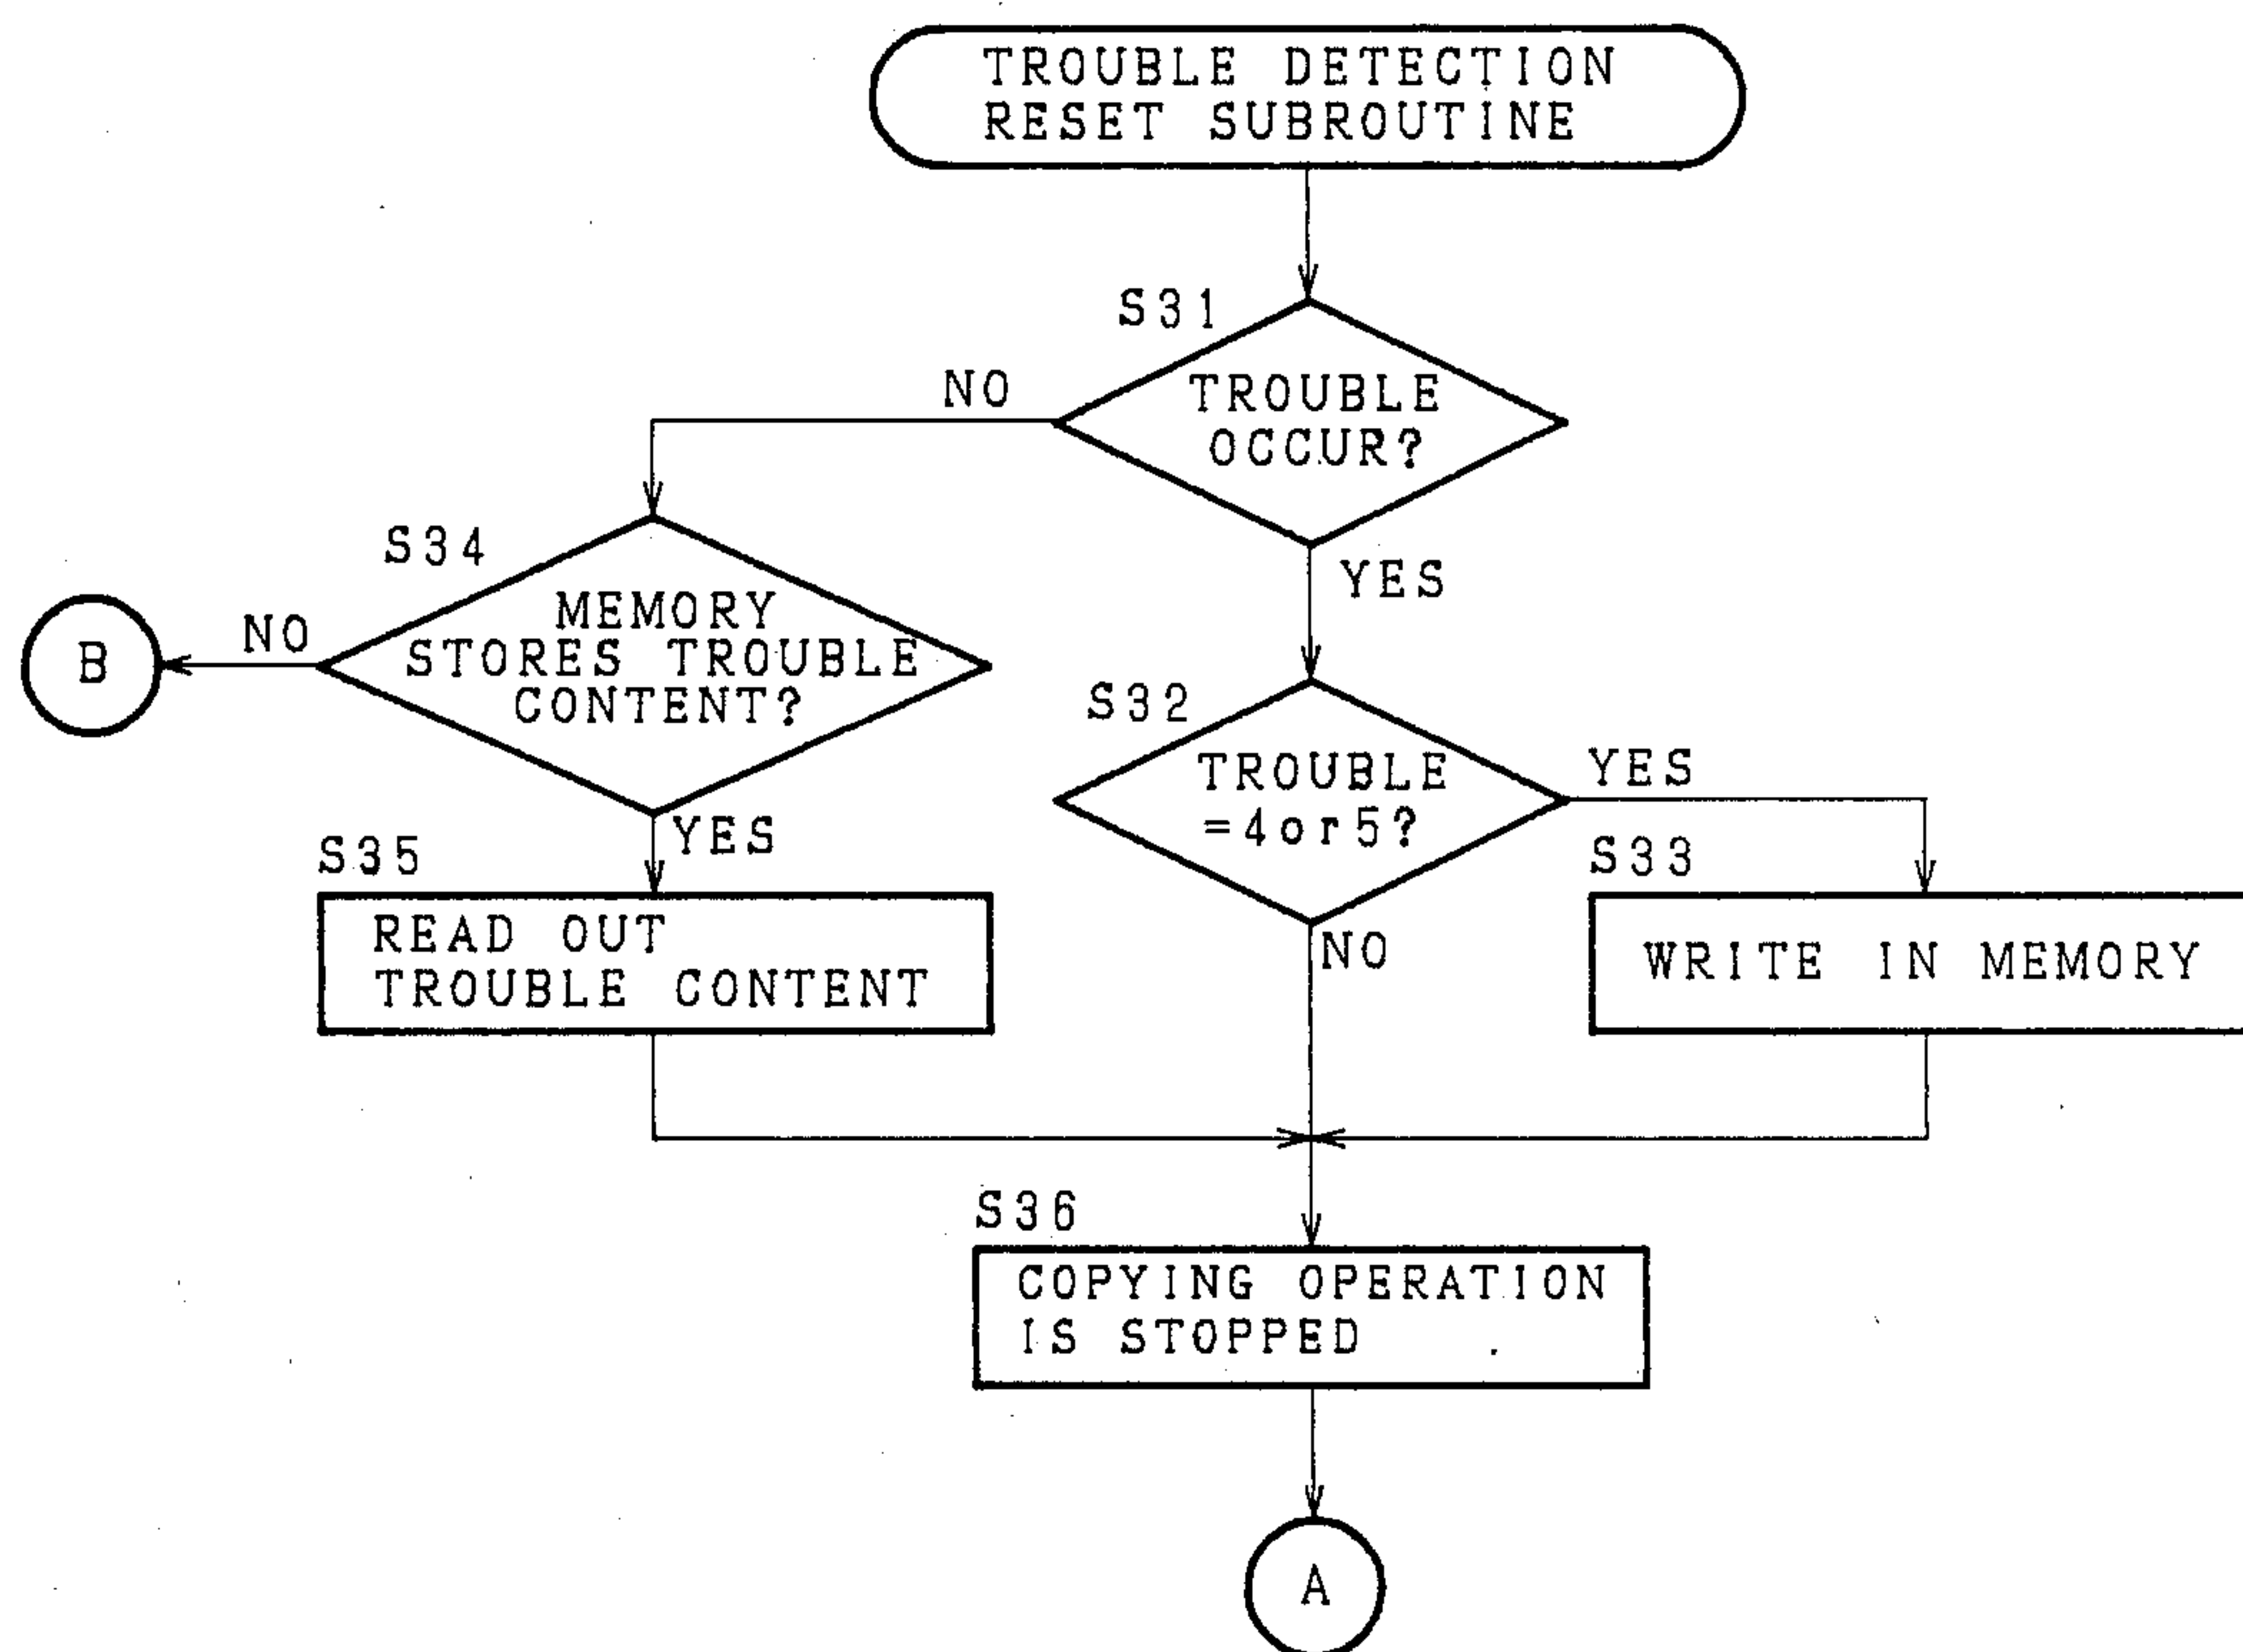 TROUBLE DETECTION
RESET SUBROUTINE
S31
TROUBLE
OCCUR?
NO
YES
S34
MEMORY
STORES TROUBLE
CONTENT?
NO
B
YES
S32
TROUBLE
=4or5?
YES
NO
S35
READ OUT
TROUBLE CONTENT
S33
WRITE IN MEMORY
S36
COPYING OPERATION
IS STOPPED
A